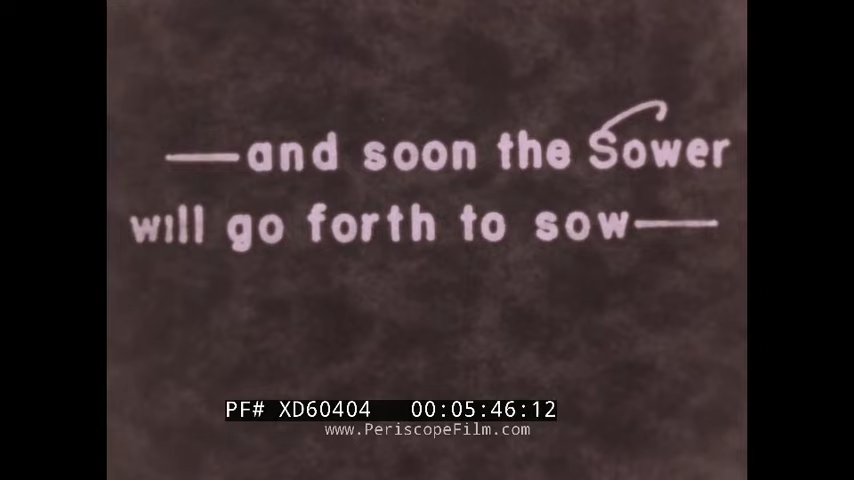 —and soon the Sower
will go forth to sow—
PF# XD60404 00:05:46:12
www.PeriscopeFilm.com